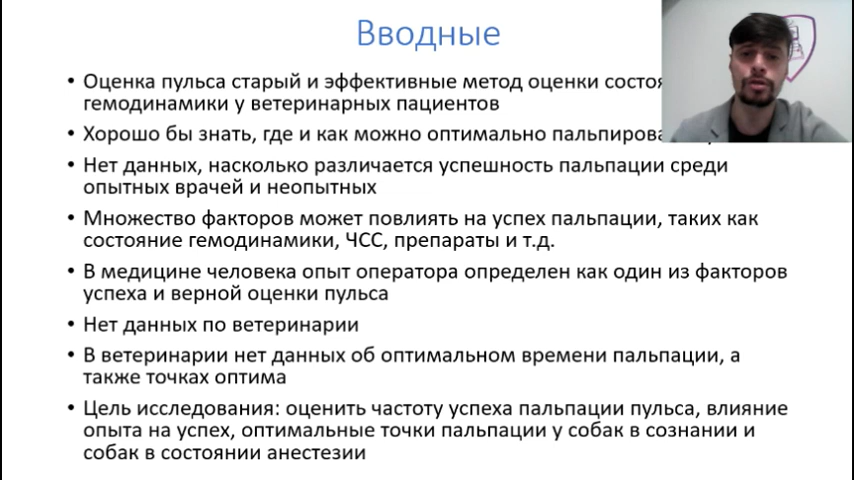 Вводные
• Оценка пульса старый и эффективные метод оценки
гемодинамики у ветеринарных пациентов
• Хорошо бы знать, где и как можно оптимально
• Нет данных, насколько различается успешность пальпации среди
опытных врачей и неопытных
• Множество факторов может повлиять на успех пальпации, таких как
состояние гемодинамики, ЧСС, препараты и т.д.
• В медицине человека опыт оператора определен как один из факторов
успеха и верной оценки пульса
• Нет данных по ветеринарии
• В ветеринарии нет данных об оптимальном времени пальпации, а
также точках оптима
• Цель исследования: оценить частоту успеха пальпации пульса, влияние
опыта на успех, оптимальные точки пальпации у собак в сознании и
собак в состоянии анестезии